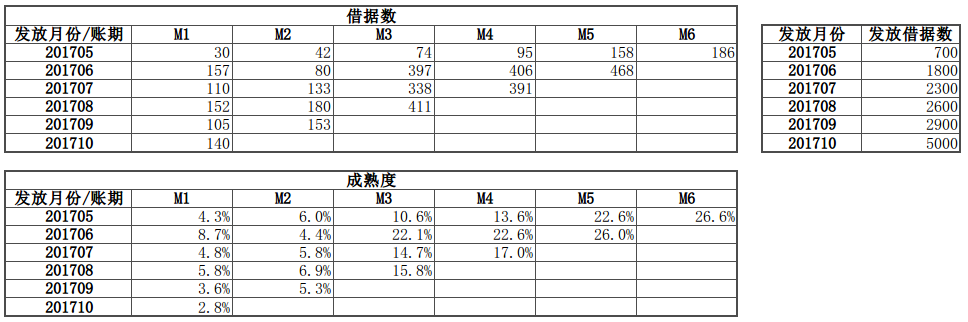 借据数
发放月份/账期 M1 M2 M3 M4 M5 M6
201705 30 42 74 95 158 186
201706 157 80 397 406 468
201707 110 133 338 391
201708 152 180 411
201709 105 153
201710 140
发放月份 发放借据数
201705 700
201706 1800
201707 2300
201708 2600
201709 2900
201710 5000
成熟度
发放月份/账期 M1 M2 M3 M4 M5 M6
201705 4.3% 6.0% 10.6% 13.6% 22.6% 26.6%
201706 8.7% 4.4% 22.1% 22.6% 26.0%
201707 4.8% 5.8% 14.7% 17.0%
201708 5.8% 6.9% 15.8%
201709 3.6% 5.3%
201710 2.8%